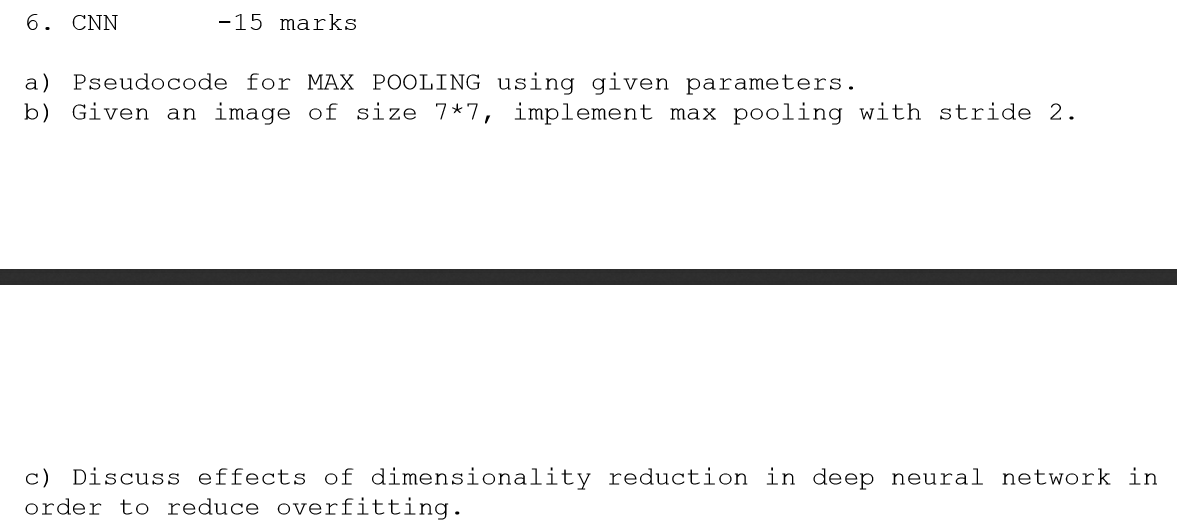 6. CNN -15 marks
a) Pseudocode for MAX POOLING using given parameters.
b) Given an image of size 7*7, implement max pooling with stride 2.
c) Discuss effects of dimensionality reduction in deep neural network in
order to reduce overfitting.